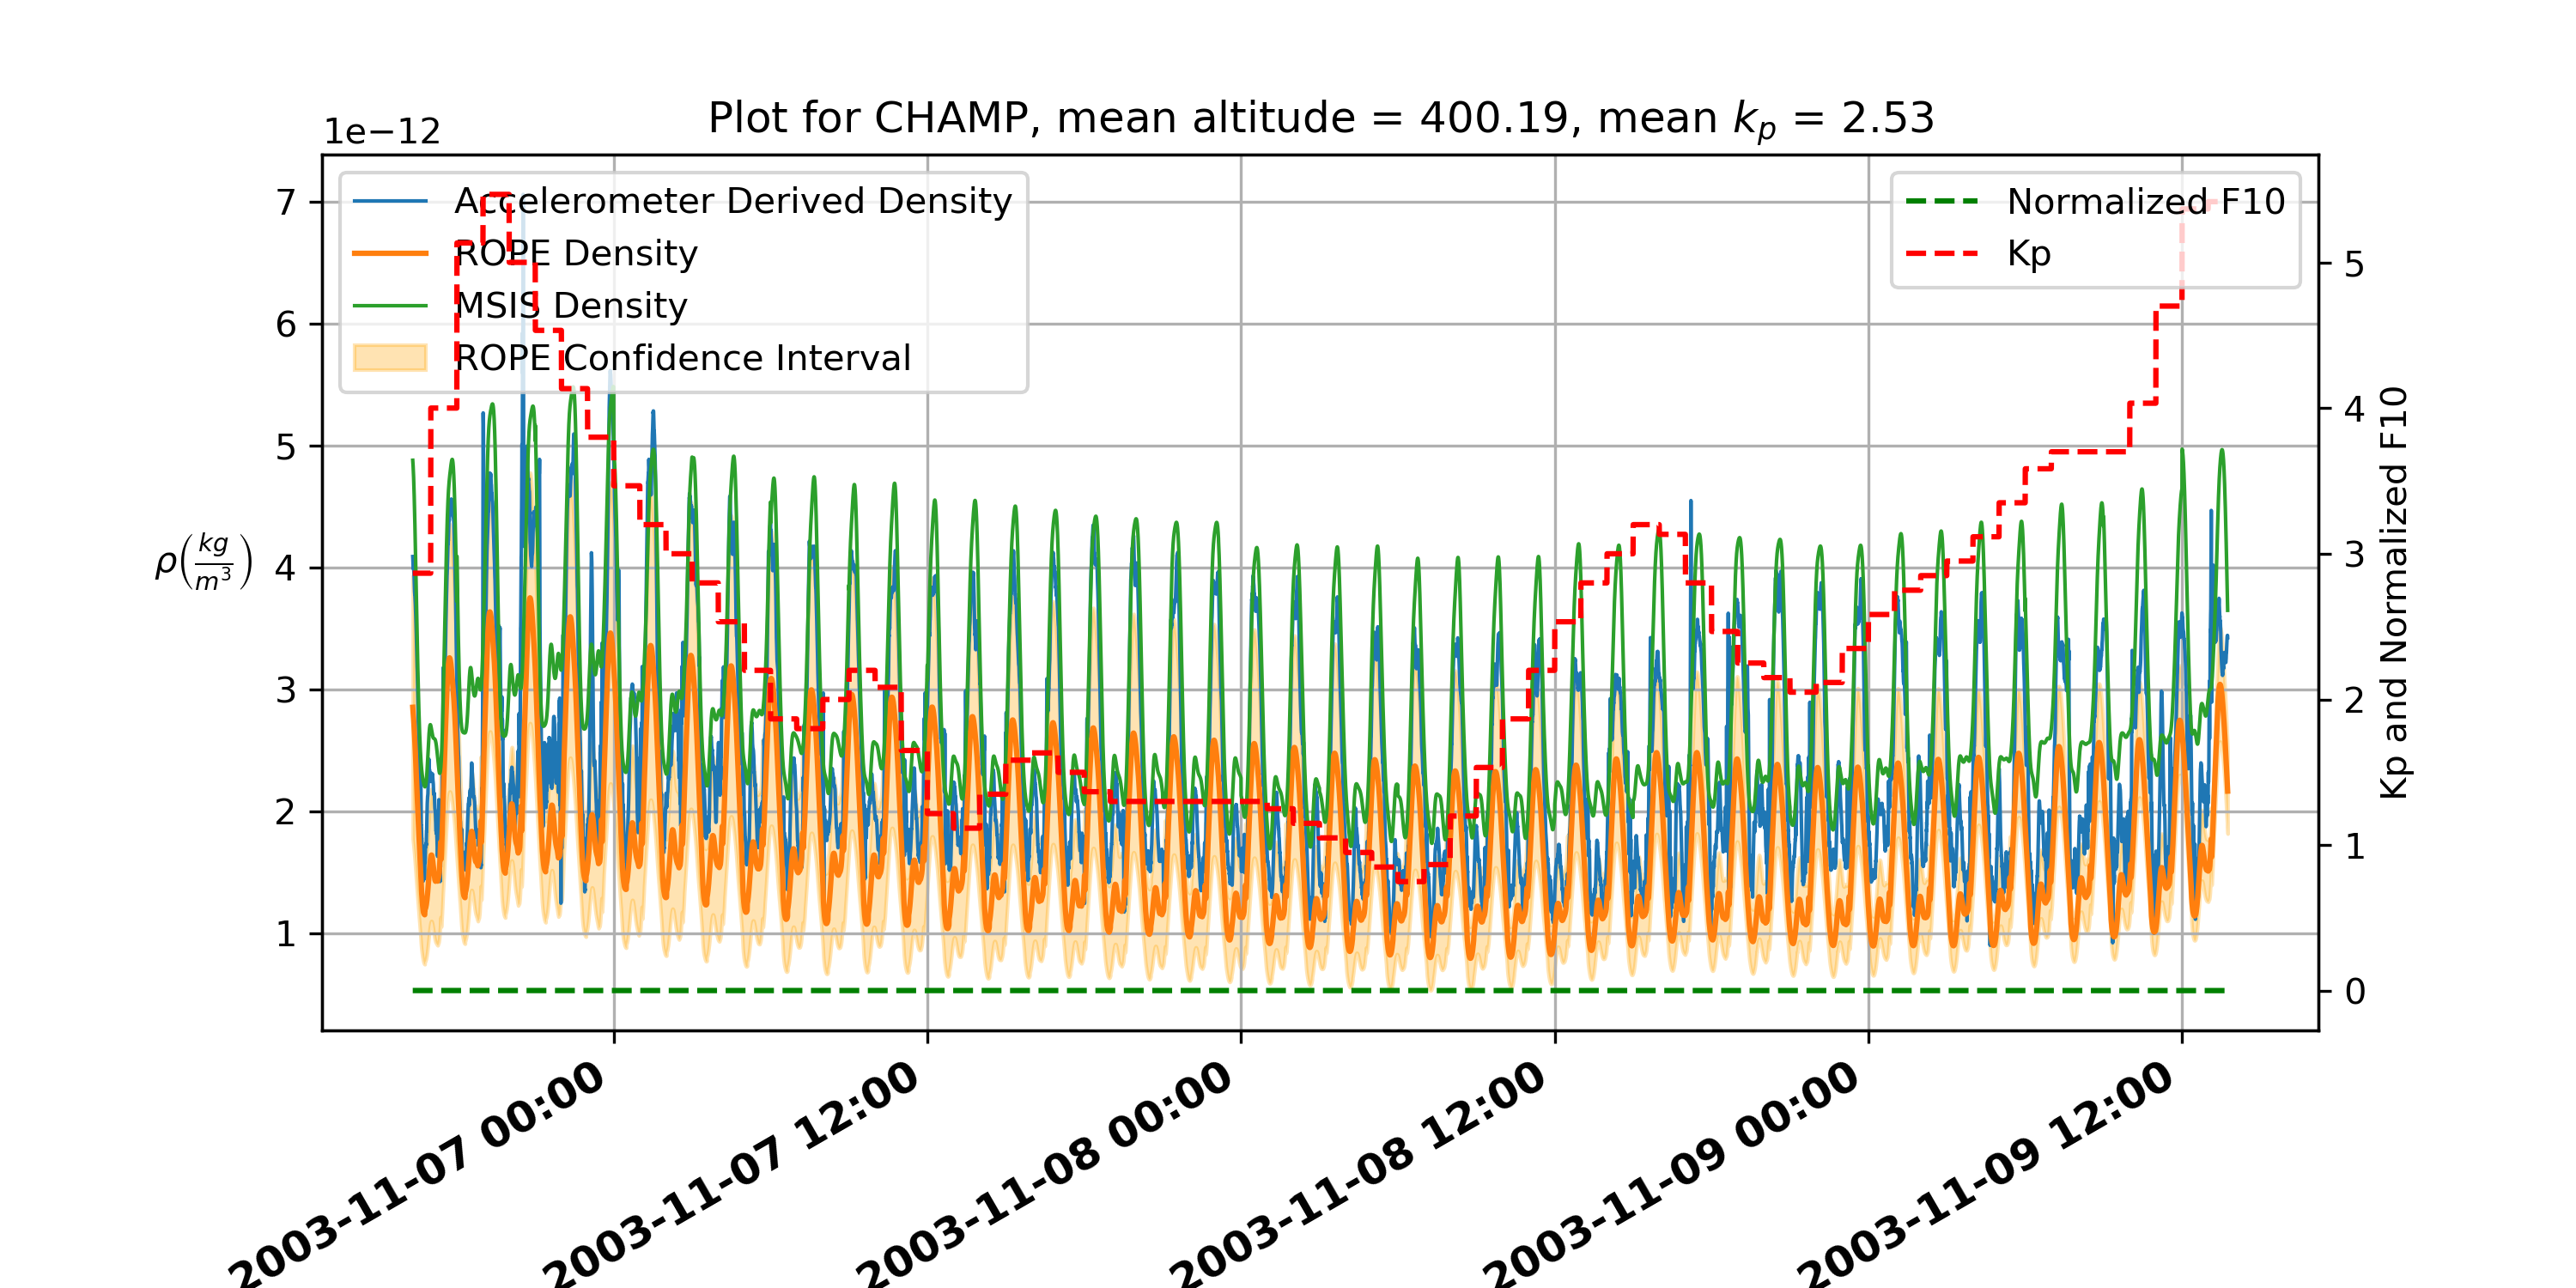 Plot for CHAMP, mean altitude = 400.19, mean kₚ = 2.53
1e−12
Accelerometer Derived Density
ROPE Density
MSIS Density
ROPE Confidence Interval
Normalized F10
Kp
7
6
5
4
3
2
1
ρ(kg/m³)
5
4
3
2
1
0
Kp and Normalized F10
2003-11-07 00:00
2003-11-07 12:00
2003-11-08 00:00
2003-11-08 12:00
2003-11-09 00:00
2003-11-09 12:00